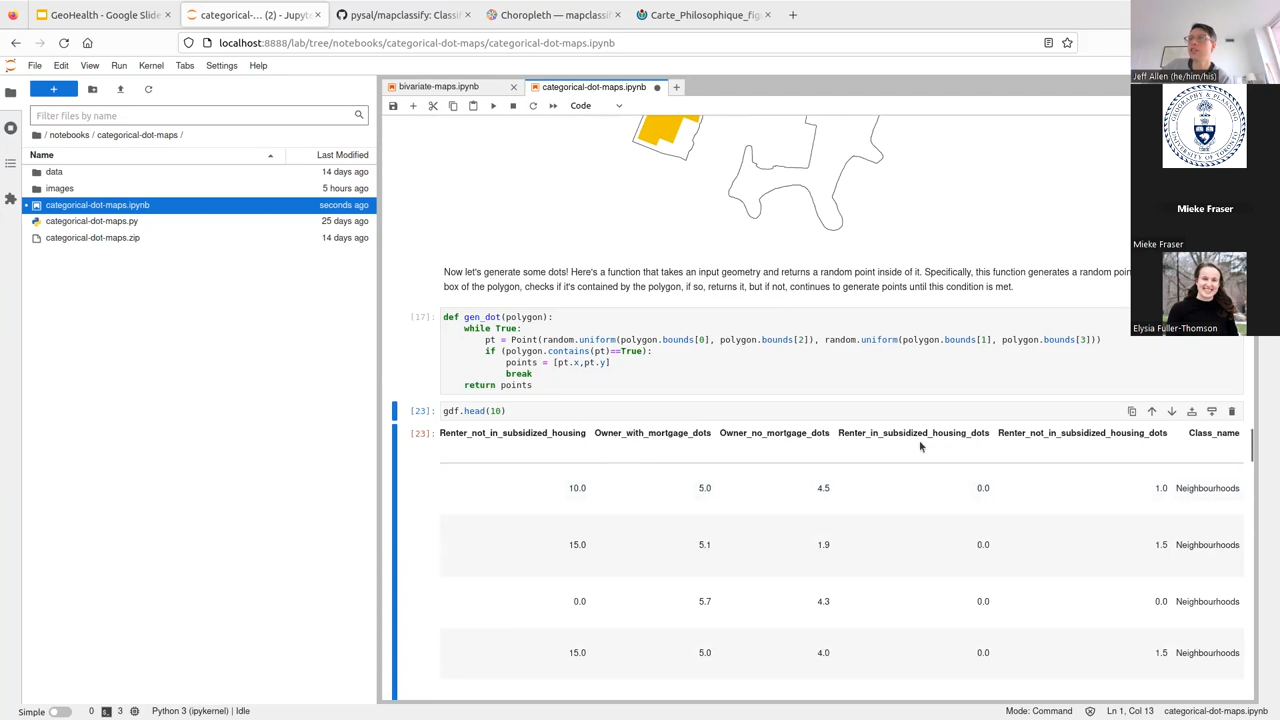 GeoHealth - Google Slide
categorical-... (2) - Jupyte
pysal/mapclassify: Classif
Choropleth — mapclassif
Carte_Philosophique_fig
localhost:8888/lab/tree/notebooks/categorical-dot-maps/categorical-dot-maps.ipynb
Jeff Allen (he/him/his)
File Edit View Run Kernel Tabs Settings Help
bivariate-maps.ipynb
categorical-dot-maps.ipynb
Code
Filter files by name
/ notebooks / categorical-dot-maps /
Name Last Modified
data 14 days ago
images 5 hours ago
categorical-dot-maps.ipynb seconds ago
categorical-dot-maps.py 25 days ago
categorical-dot-maps.zip 14 days ago
GEOGRAPHY & PLANNING
UNIVERSITY OF TORONTO
Mieke Fraser
Mieke Fraser
Elysia Fuller-Thomson
Now let's generate some dots! Here's a function that takes an input geometry and returns a random point inside of it. Specifically, this function generates a random poin
box of the polygon, checks if it's contained by the polygon, if so, returns it, but if not, continues to generate points until this condition is met.
[17]: def gen_dot(polygon):
while True:
pt = Point(random.uniform(polygon.bounds[0], polygon.bounds[2]), random.uniform(polygon.bounds[1], polygon.bounds[3]))
if (polygon.contains(pt)==True):
points = [pt.x,pt.y]
break
return points
[23]: gdf.head(10)
[23]: Renter_not_in_subsidized_housing Owner_with_mortgage_dots Owner_no_mortgage_dots Renter_in_subsidized_housing_dots Renter_not_in_subsidized_housing_dots Class_name
10.0 5.0 4.5 0.0 1.0 Neighbourhoods
15.0 5.1 1.9 0.0 1.5 Neighbourhoods
0.0 5.7 4.3 0.0 0.0 Neighbourhoods
15.0 5.0 4.0 0.0 1.5 Neighbourhoods
Simple 0 3 Python 3 (ipykernel) | Idle
Mode: Command Ln 1, Col 13 categorical-dot-maps.ipynb